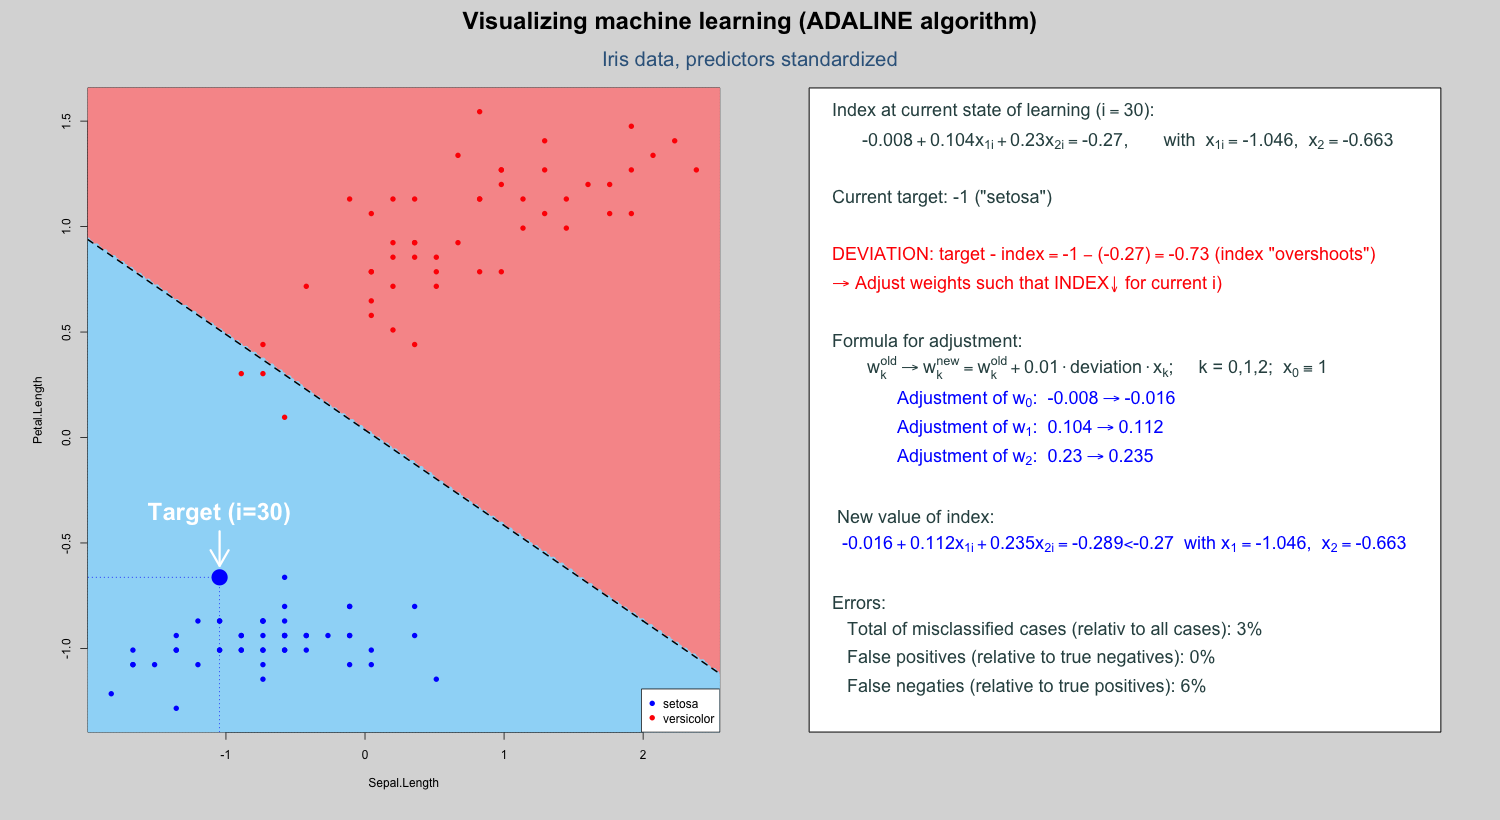 Visualizing machine learning (ADALINE algorithm)
Iris data, predictors standardized
1.5
1.0
0.5
0.0
-0.5
-1.0
Petal.Length
Target (i=30)
setosa
versicolor
-1 0 1 2
Sepal.Length
Index at current state of learning (i = 30):
-0.008 + 0.104x₁ᵢ + 0.23x₂ᵢ = -0.27, with x₁ᵢ = -1.046, x₂ = -0.663
Current target: -1 ("setosa")
DEVIATION: target - index = -1 − (-0.27) = -0.73 (index "overshoots")
→ Adjust weights such that INDEX↓ for current i)
Formula for adjustment:
wₖ^old → wₖ^new = wₖ^old + 0.01 · deviation · xₖ; k = 0,1,2; x₀ ≡ 1
Adjustment of w₀: -0.008 → -0.016
Adjustment of w₁: 0.104 → 0.112
Adjustment of w₂: 0.23 → 0.235
New value of index:
-0.016 + 0.112x₁ᵢ + 0.235x₂ᵢ = -0.289<-0.27 with x₁ = -1.046, x₂ = -0.663
Errors:
Total of misclassified cases (relativ to all cases): 3%
False positives (relative to true negatives): 0%
False negaties (relative to true positives): 6%